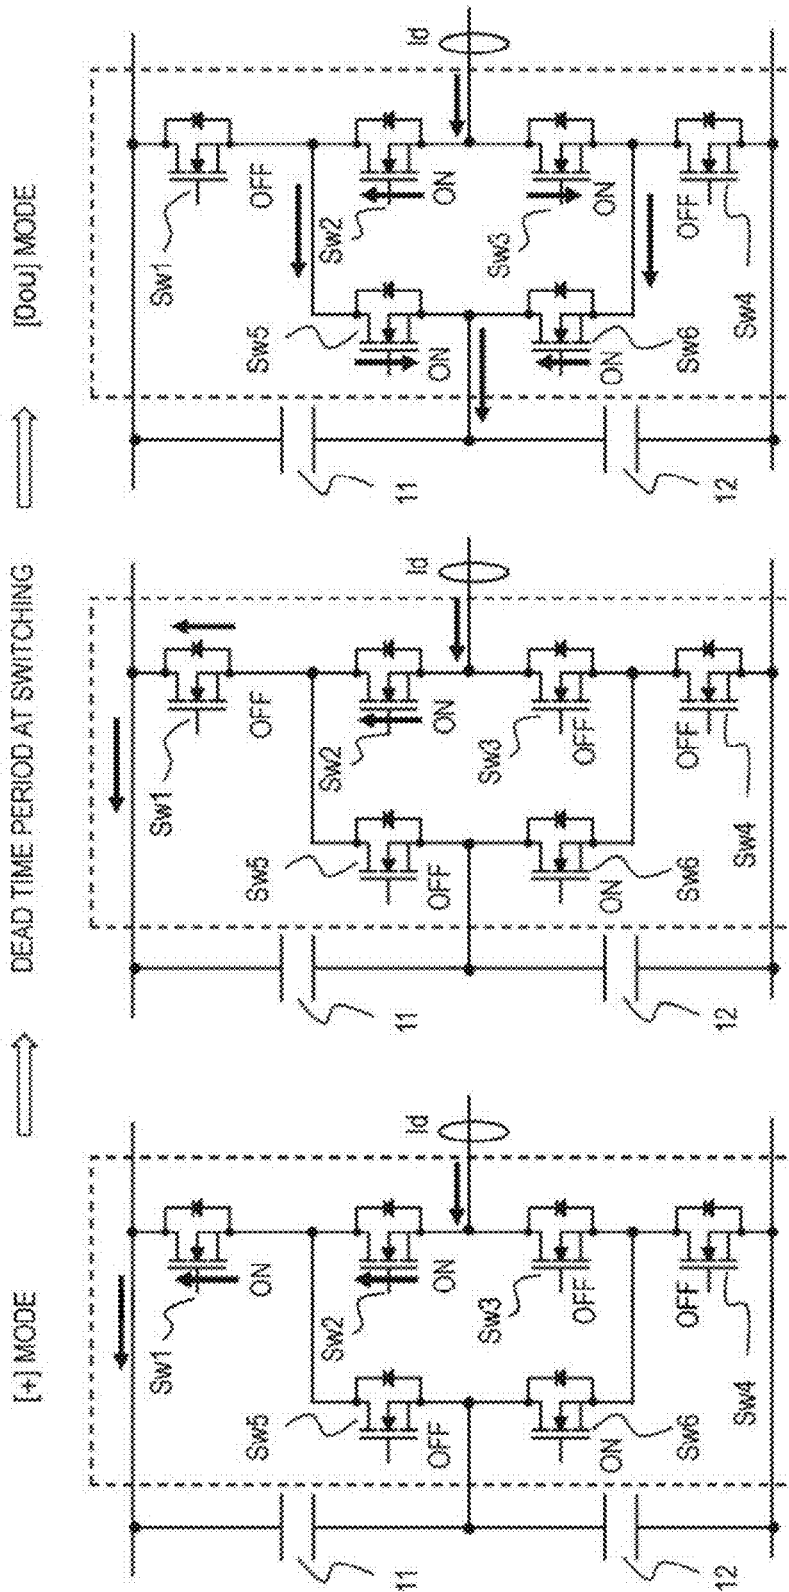 [+] MODE
DEAD TIME PERIOD AT SWITCHING
[0ou] MODE
Sw1
ON
Sw2
ON
Sw3
OFF
OFF
Sw4
Sw5
OFF
ON
Sw6
Id
11
12
Sw1
OFF
Sw2
ON
Sw3
OFF
OFF
Sw4
Sw5
OFF
ON
Sw6
Id
11
12
Sw1
OFF
Sw2
ON
Sw3
ON
OFF
Sw4
Sw5
ON
ON
Sw6
Id
11
12